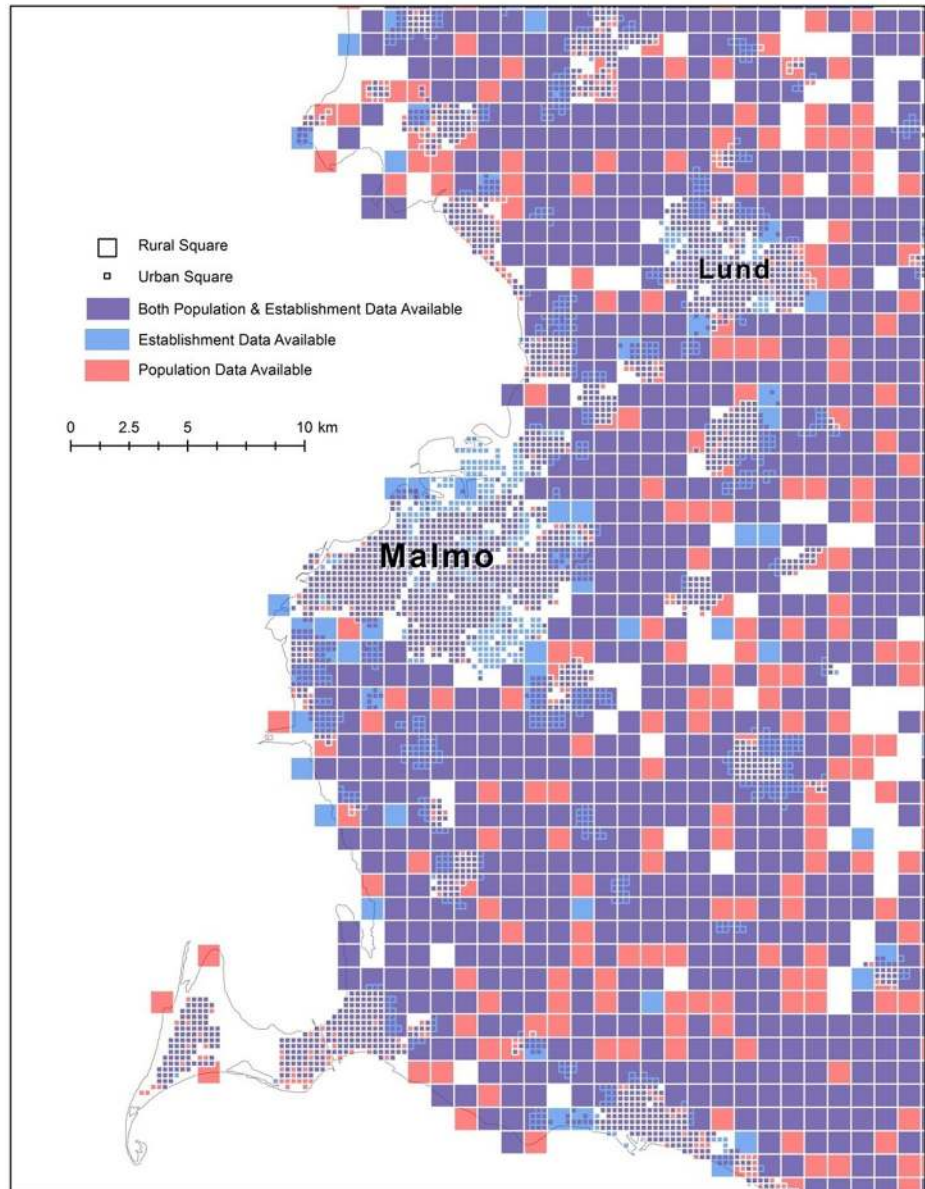 Lund
Rural Square
Urban Square
Both Population & Establishment Data Available
Establishment Data Available
Population Data Available
0 2.5 5 10 km
Malmo